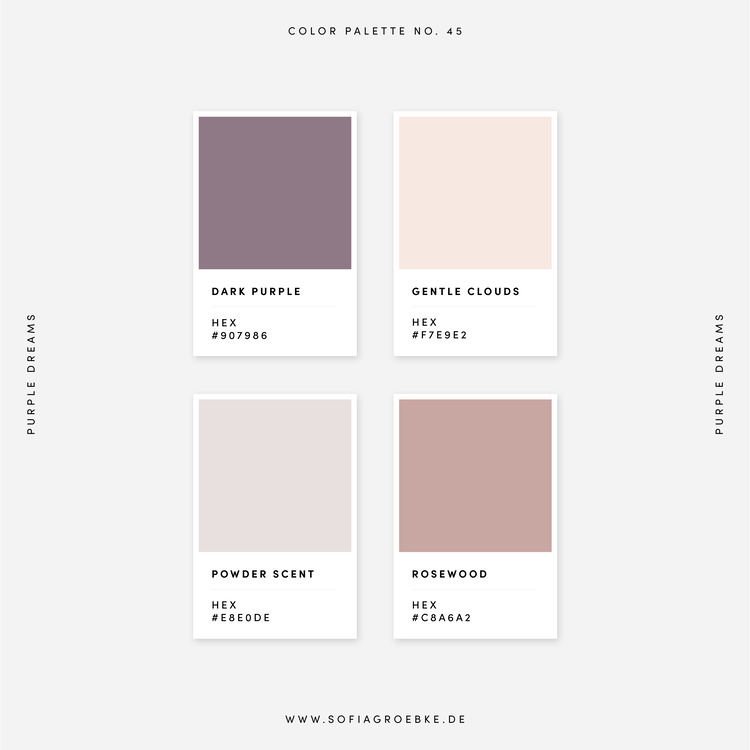 COLOR PALETTE NO. 45
PURPLE DREAMS
DARK PURPLE
HEX
#907986
GENTLE CLOUDS
HEX
#F7E9E2
POWDER SCENT
HEX
#E8E0DE
ROSEWOOD
HEX
#C8A6A2
PURPLE DREAMS
WWW.SOFIAGROEBKE.DE